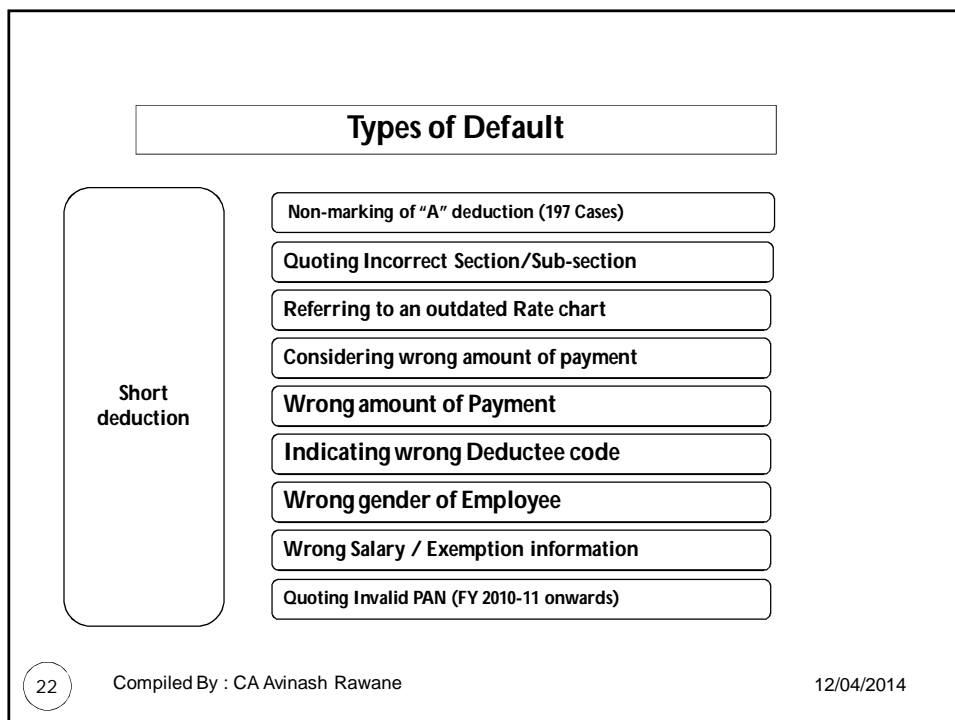 Types of Default
Short
deduction
Non-marking of “A” deduction (197 Cases)
Quoting Incorrect Section/Sub-section
Referring to an outdated Rate chart
Considering wrong amount of payment
Wrong amount of Payment
Indicating wrong Deductee code
Wrong gender of Employee
Wrong Salary / Exemption information
Quoting Invalid PAN (FY 2010-11 onwards)
22
Compiled By : CA Avinash Rawane
12/04/2014